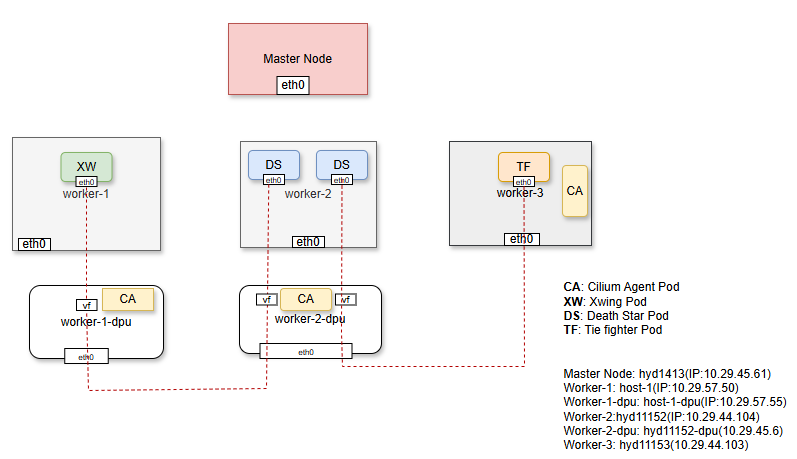 Master Node
eth0
XW
eth0
worker-1
eth0
DS
eth0
DS
eth0
worker-2
eth0
TF
eth0
CA
worker-3
eth0
vf
CA
worker-1-dpu
eth0
vf
CA
vf
worker-2-dpu
eth0
CA: Cilium Agent Pod
XW: Xwing Pod
DS: Death Star Pod
TF: Tie fighter Pod
Master Node: hyd1413(IP:10.29.45.61)
Worker-1: host-1(IP:10.29.57.50)
Worker-1-dpu: host-1-dpu(IP:10.29.57.55)
Worker-2:hyd11152(IP:10.29.44.104)
Worker-2-dpu: hyd11152-dpu(10.29.45.6)
Worker-3: hyd11153(10.29.44.103)